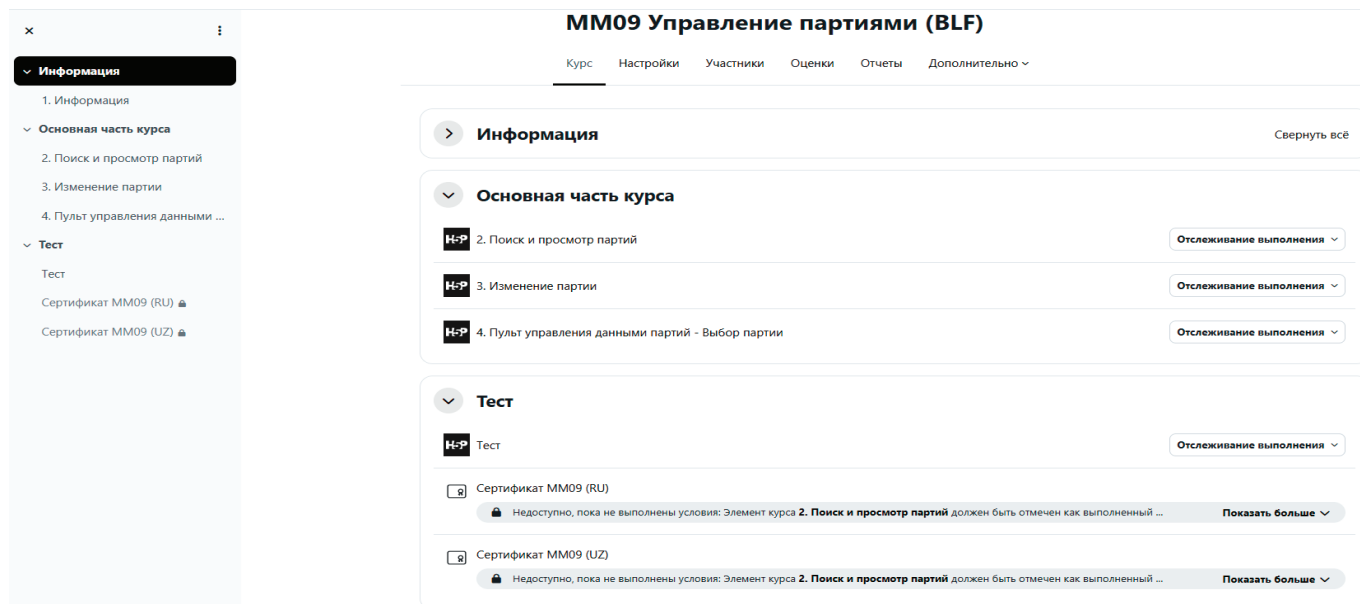 Информация
1. Информация
Основная часть курса
2. Поиск и просмотр партий
3. Изменение партии
4. Пульт управления данными ...
Тест
Тест
Сертификат ММ09 (RU)
Сертификат ММ09 (UZ)
ММ09 Управление партиями (BLF)
Курс Настройки Участники Оценки Отчеты Дополнительно
Информация Свернуть всё
Основная часть курса
H5P 2. Поиск и просмотр партий Отслеживание выполнения
H5P 3. Изменение партии Отслеживание выполнения
H5P 4. Пульт управления данными партий - Выбор партии Отслеживание выполнения
Тест
H5P Тест Отслеживание выполнения
Сертификат ММ09 (RU)
Недоступно, пока не выполнены условия: Элемент курса 2. Поиск и просмотр партий должен быть отмечен как выполненный ... Показать больше
Сертификат ММ09 (UZ)
Недоступно, пока не выполнены условия: Элемент курса 2. Поиск и просмотр партий должен быть отмечен как выполненный ... Показать больше